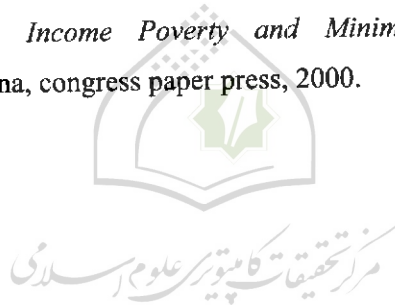 Income Poverty and Minim
na, congress paper press, 2000.
مرکز تحقیقات کامپیوتری علوم اسلامی